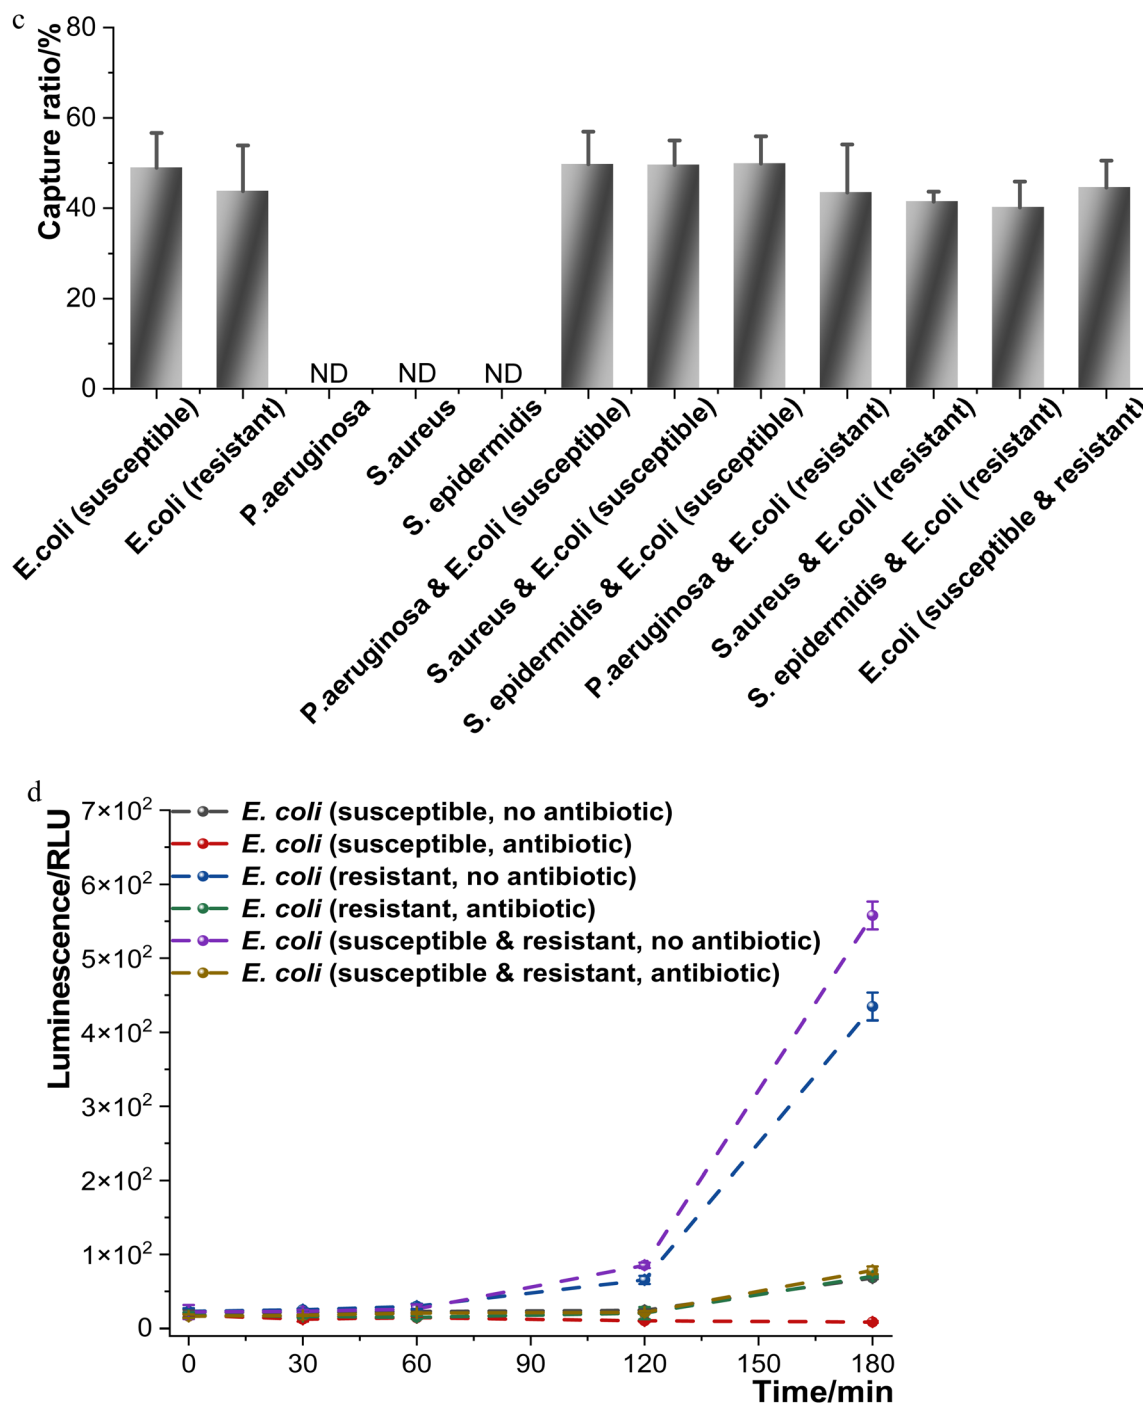 c
Capture ratio/%
80
60
40
20
0
ND
ND
ND
E.coli (susceptible)
E.coli (resistant)
P.aeruginosa
S.aureus
S. epidermidis
P.aeruginosa & E.coli (susceptible)
S.aureus & E.coli (susceptible)
S. epidermidis & E.coli (susceptible)
P.aeruginosa & E.coli (resistant)
S.aureus & E.coli (resistant)
S. epidermidis & E.coli (resistant)
E.coli (susceptible & resistant)
d
Luminescence/RLU
7×10²
6×10²
5×10²
4×10²
3×10²
2×10²
1×10²
0
E. coli (susceptible, no antibiotic)
E. coli (susceptible, antibiotic)
E. coli (resistant, no antibiotic)
E. coli (resistant, antibiotic)
E. coli (susceptible & resistant, no antibiotic)
E. coli (susceptible & resistant, antibiotic)
0 30 60 90 120 150 180
Time/min